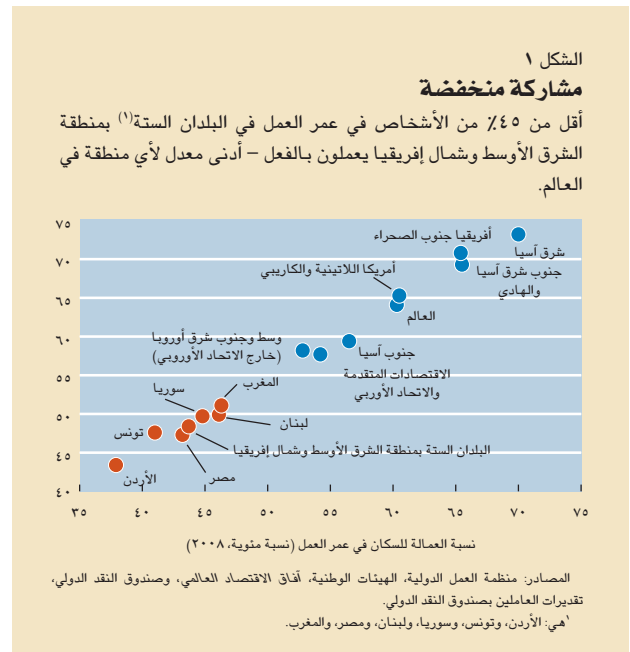 الشكل ١
مشاركة منخفضة
أقل من ٤٥٪ من الأشخاص في عمر العمل في البلدان الستة(١) بمنطقة
الشرق الأوسط وشمال إفريقيا يعملون بالفعل – أدنى معدل لأي منطقة في
العالم.
٧٥
٧٠
٦٥
٦٠
٥٥
٥٠
٤٥
٤٠
أفريقيا جنوب الصحراء
شرق آسيا
جنوب شرق آسيا
والهادي
أمريكا اللاتينية والكاريبي
العالم
وسط وجنوب شرق أوروبا
(خارج الاتحاد الأوروبي)
جنوب آسيا
الاقتصادات المتقدمة
والاتحاد الأوربي
المغرب
سوريا
لبنان
تونس
البلدان الستة بمنطقة الشرق الأوسط وشمال إفريقيا
مصر
الأردن
٣٥ ٤٠ ٤٥ ٥٠ ٥٥ ٦٠ ٦٥ ٧٠ ٧٥
نسبة العمالة للسكان في عمر العمل (نسبة مئوية، ٢٠٠٨)
المصادر: منظمة العمل الدولية، الهيئات الوطنية، آفاق الاقتصاد العالمي، وصندوق النقد الدولي،
تقديرات العاملين بصندوق النقد الدولي.
١هي: الأردن، وتونس، وسوريا، ولبنان، ومصر، والمغرب.